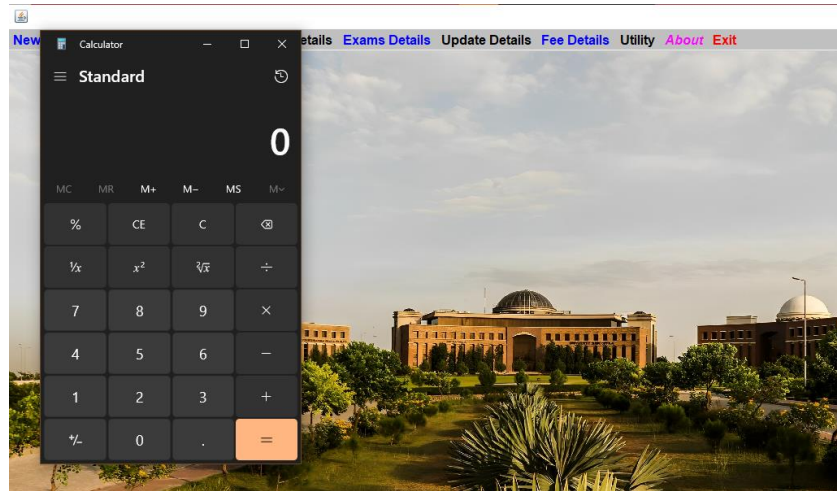 New
etails Exams Details Update Details Fee Details Utility About Exit
Calculator
Standard
0
MC MR M+ M− MS M˅
% CE C
¹⁄x x² ²√x ÷
7 8 9 ×
4 5 6 −
1 2 3 +
+/− 0 . =